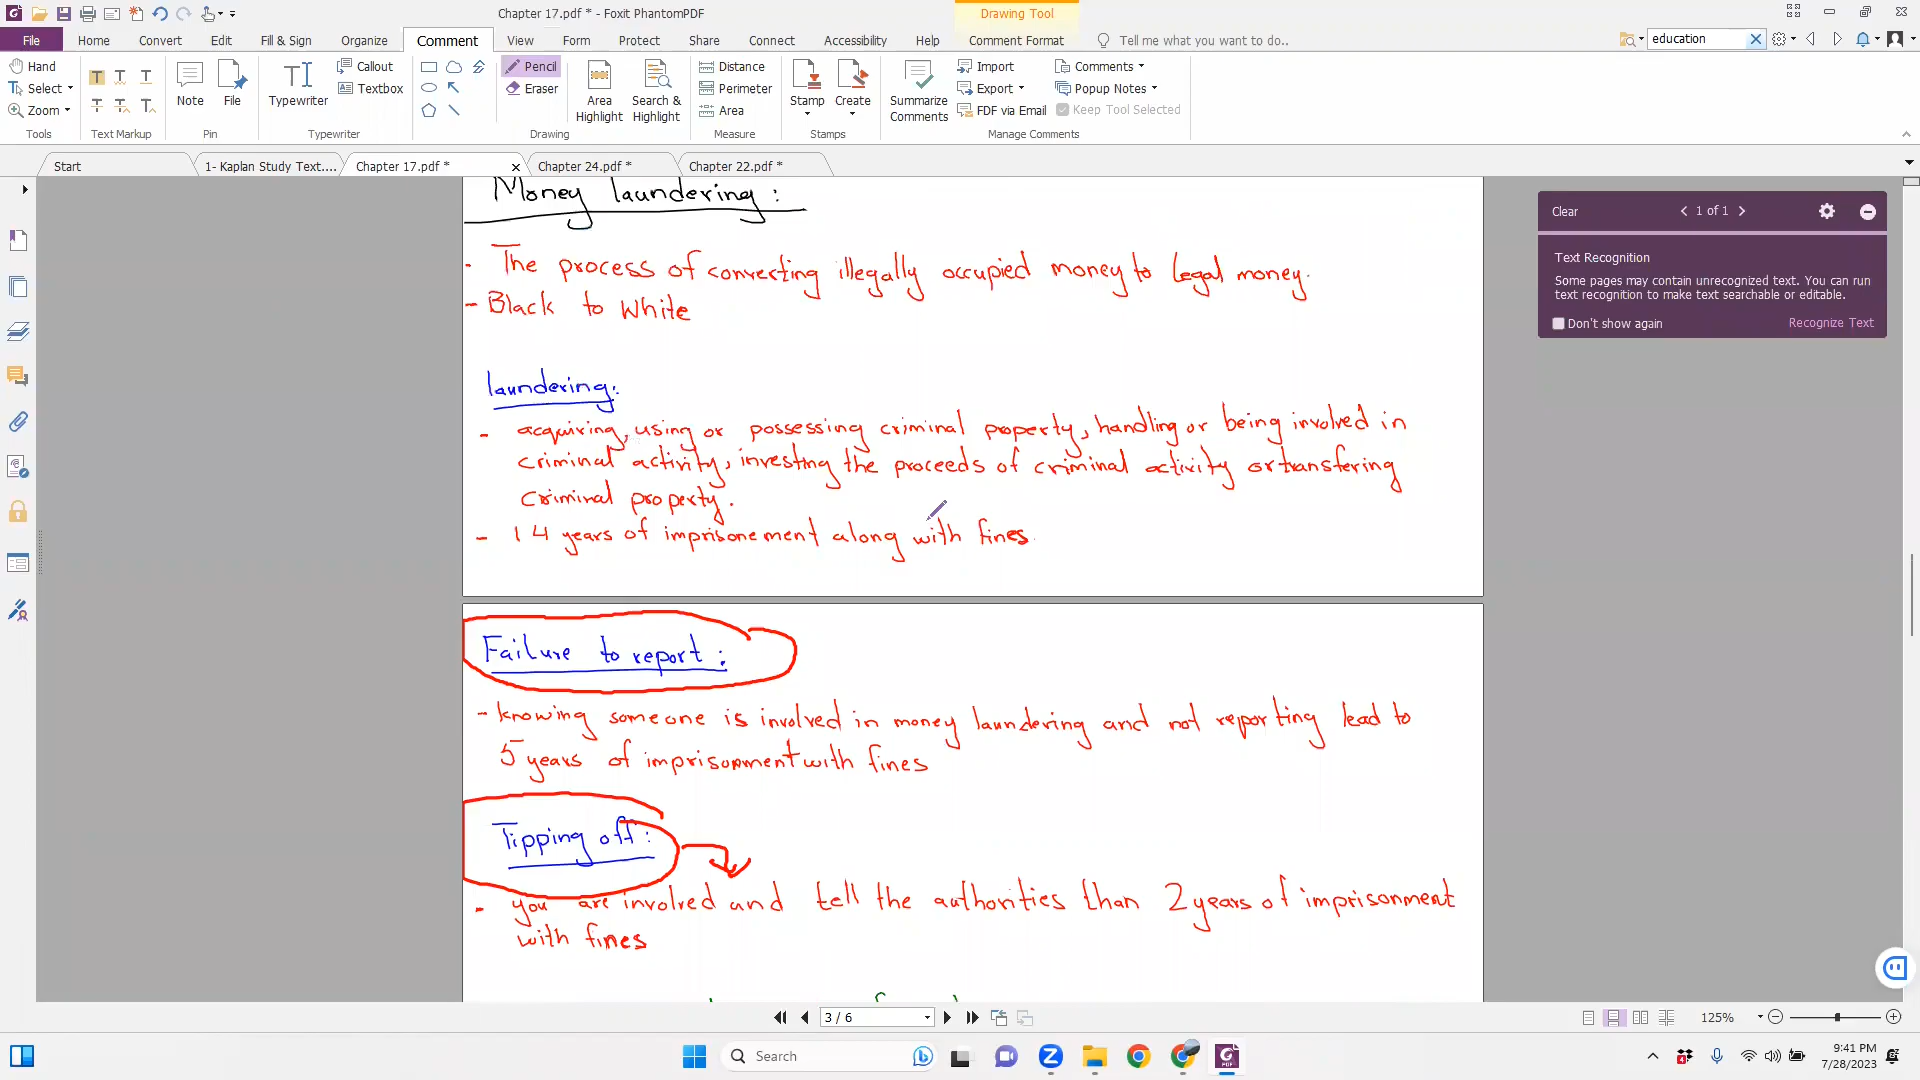 Chapter 17.pdf * - Foxit PhantomPDF
Drawing Tool
File
Home
Convert
Edit
Fill & Sign
Organize
Comment
View
Form
Protect
Share
Connect
Accessibility
Help
Comment Format
Tell me what you want to do..
education
Hand
Select
Zoom
Tools
Text Markup
Note
File
Pin
Typewriter
Callout
Textbox
Typewriter
Pencil
Eraser
Area Highlight
Search & Highlight
Drawing
Distance
Perimeter
Area
Measure
Stamp
Create
Stamps
Summarize Comments
Import
Export
FDF via Email
Comments
Popup Notes
Keep Tool Selected
Manage Comments
Start
1- Kaplan Study Text....
Chapter 17.pdf *
Chapter 24.pdf *
Chapter 22.pdf *
Money laundering:
- The process of converting illegally occupied money to legal money.
- Black to White
laundering:
- acquiring, using or possessing criminal property, handling or being involved in
criminal activity, investing the proceeds of criminal activity or transfering
criminal property.
- 14 years of imprisonement along with fines.
Failure to report:
- knowing someone is involved in money laundering and not reporting lead to
5 years of imprisonment with fines
Tipping off:
- you are involved and tell the authorities than 2 years of imprisonment
with fines
Clear
1 of 1
Text Recognition
Some pages may contain unrecognized text. You can run
text recognition to make text searchable or editable.
Don't show again
Recognize Text
3 / 6
125%
Search
9:41 PM
7/28/2023